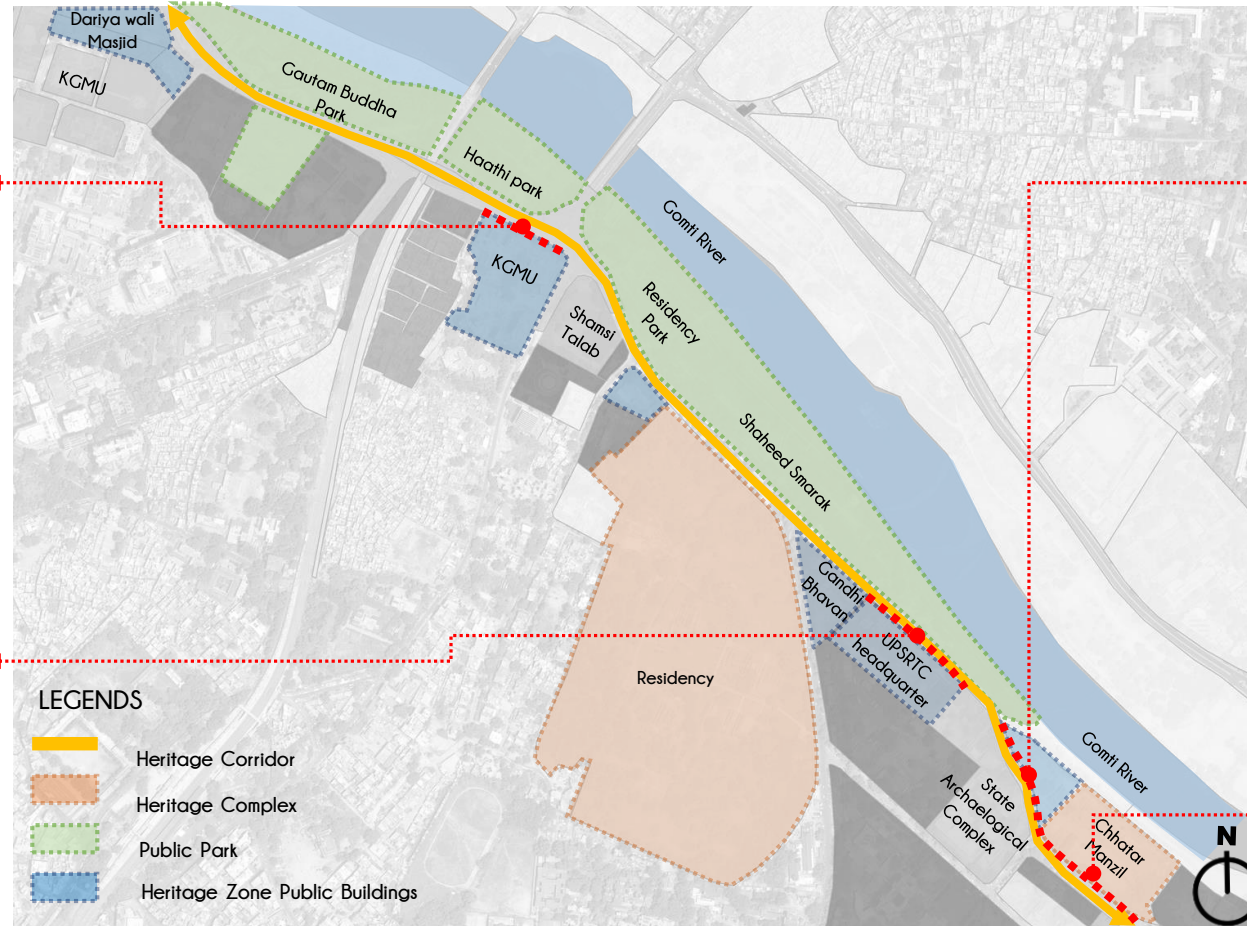 Dariya wali
Masjid
KGMU
Gautam Buddha
Park
Haathi park
KGMU
Gomti River
Residency
Park
Shamsi
Talab
Shaheed Smarak
Gandhi
Bhavan
UPSRTC
headquarter
Residency
Gomti River
State
Archaelogical
Complex
Chhatar
Manzil
N
LEGENDS
Heritage Corridor
Heritage Complex
Public Park
Heritage Zone Public Buildings